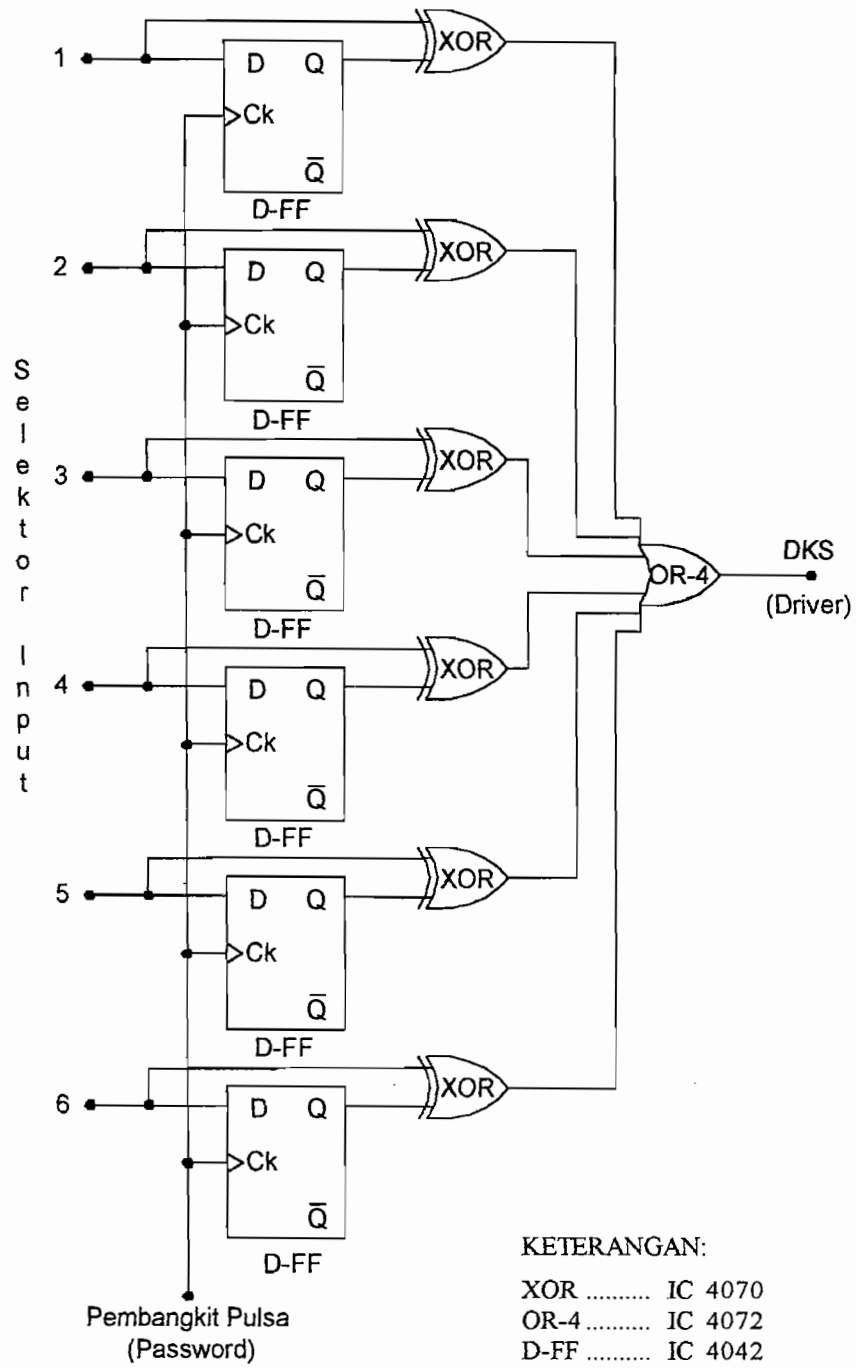 1
D Q
Ck
Q̅
D-FF
XOR
2
D Q
Ck
Q̅
D-FF
XOR
3
D Q
Ck
Q̅
D-FF
XOR
4
D Q
Ck
Q̅
D-FF
XOR
5
D Q
Ck
Q̅
D-FF
XOR
6
D Q
Ck
Q̅
D-FF
XOR
Selektor Input
OR-4
DKS
(Driver)
Pembangkit Pulsa
(Password)
KETERANGAN:
XOR .......... IC 4070
OR-4 .......... IC 4072
D-FF .......... IC 4042